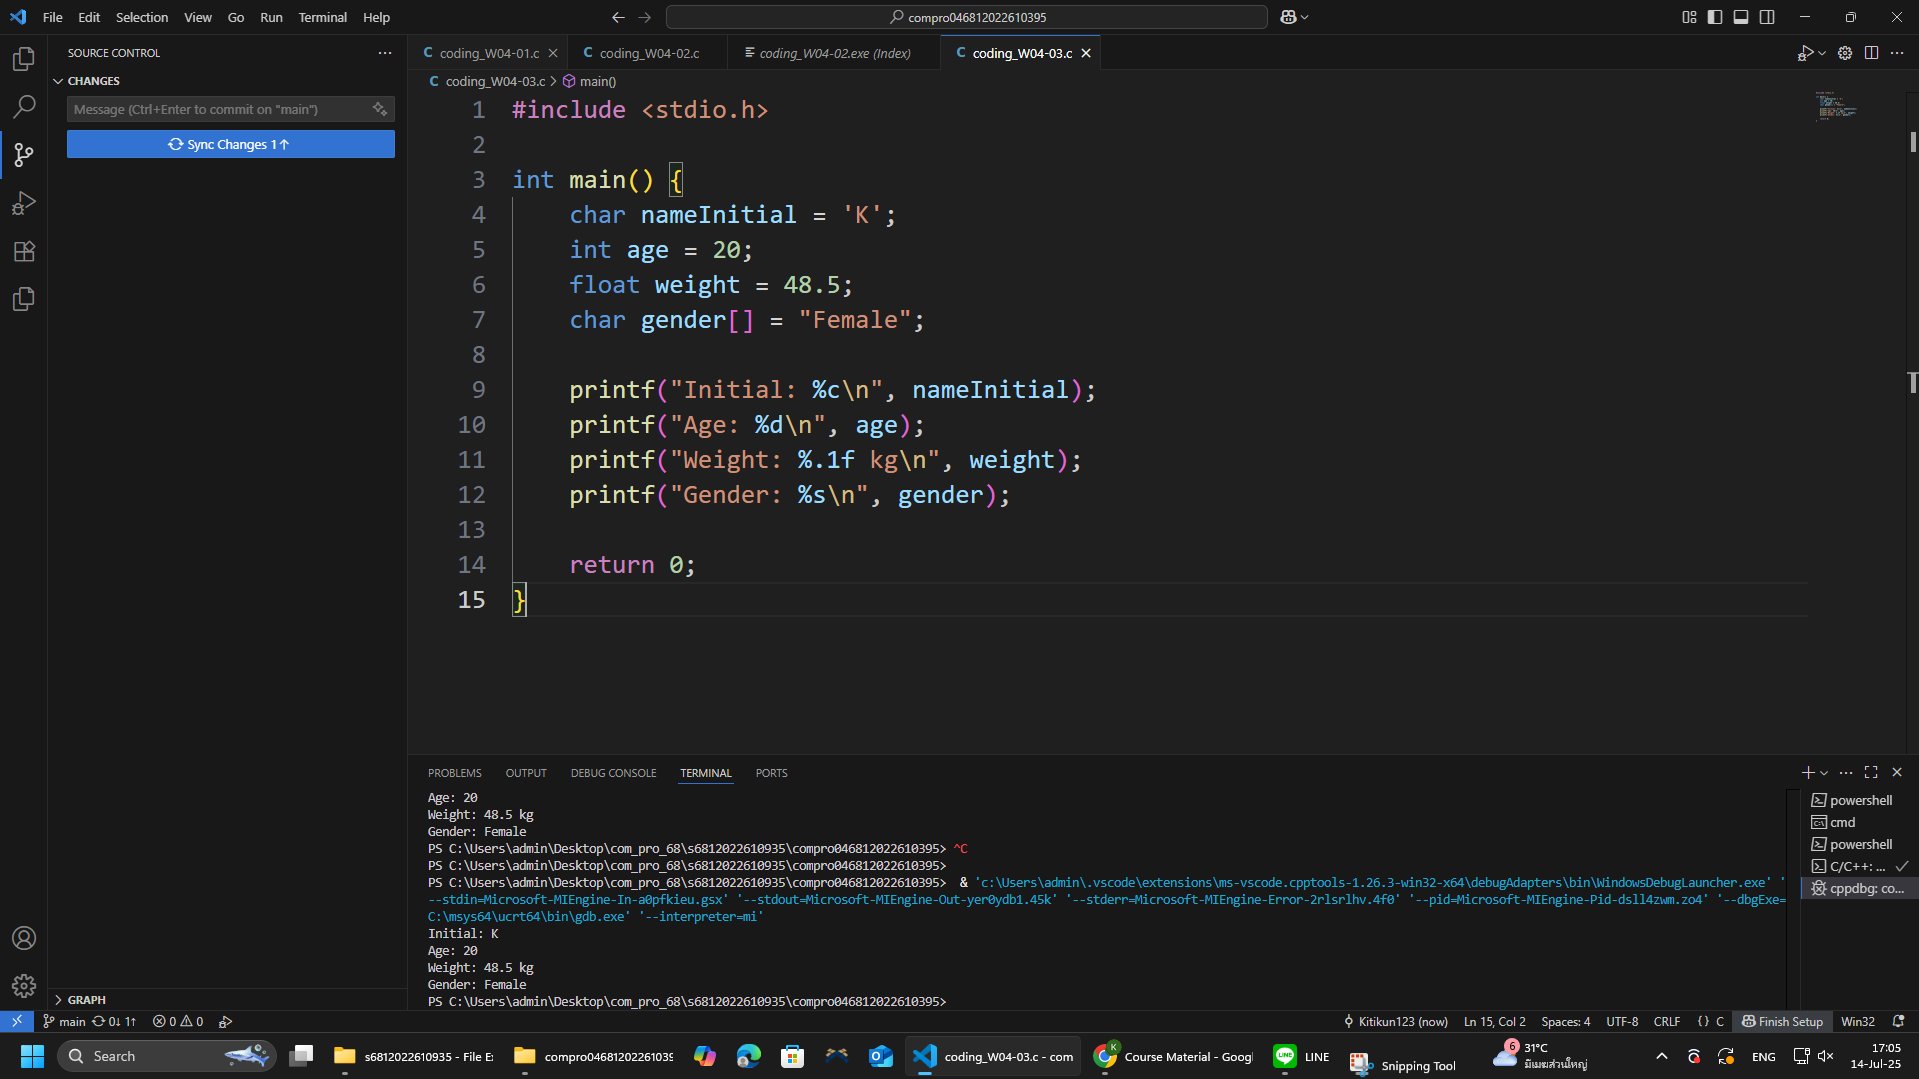 File Edit Selection View Go Run Terminal Help
compro046812022610395
SOURCE CONTROL
CHANGES
Message (Ctrl+Enter to commit on "main")
Sync Changes 1↑
GRAPH
coding_W04-01.c
coding_W04-02.c
coding_W04-02.exe (Index)
coding_W04-03.c
coding_W04-03.c > main()
1 #include <stdio.h>
2
3 int main() {
4 char nameInitial = 'K';
5 int age = 20;
6 float weight = 48.5;
7 char gender[] = "Female";
8
9 printf("Initial: %c\n", nameInitial);
10 printf("Age: %d\n", age);
11 printf("Weight: %.1f kg\n", weight);
12 printf("Gender: %s\n", gender);
13
14 return 0;
15 }
PROBLEMS OUTPUT DEBUG CONSOLE TERMINAL PORTS
Age: 20
Weight: 48.5 kg
Gender: Female
PS C:\Users\admin\Desktop\com_pro_68\s6812022610935\compro046812022610395> ^C
PS C:\Users\admin\Desktop\com_pro_68\s6812022610935\compro046812022610395>
PS C:\Users\admin\Desktop\com_pro_68\s6812022610935\compro046812022610395> & 'c:\Users\admin\.vscode\extensions\ms-vscode.cpptools-1.26.3-win32-x64\debugAdapters\bin\WindowsDebugLauncher.exe' '
--stdin=Microsoft-MIEngine-In-a0pfkieu.gsx' '--stdout=Microsoft-MIEngine-Out-yer0ydb1.45k' '--stderr=Microsoft-MIEngine-Error-2rlsrlhv.4f0' '--pid=Microsoft-MIEngine-Pid-dsll4zwm.zo4' '--dbgExe=
C:\msys64\ucrt64\bin\gdb.exe' '--interpreter=mi'
Initial: K
Age: 20
Weight: 48.5 kg
Gender: Female
PS C:\Users\admin\Desktop\com_pro_68\s6812022610935\compro046812022610395>
powershell
cmd
powershell
C/C++: ...
cppdbg: co...
main 0↓ 1↑ 0 0
Kitikun123 (now) Ln 15, Col 2 Spaces: 4 UTF-8 CRLF {} C Finish Setup Win32
Search
s6812022610935 - File Ex
compro04681202261039
coding_W04-03.c - com
Course Material - Googl
LINE
Snipping Tool
6
31°C
มีเมฆส่วนใหญ่
ENG
17:05
14-Jul-25